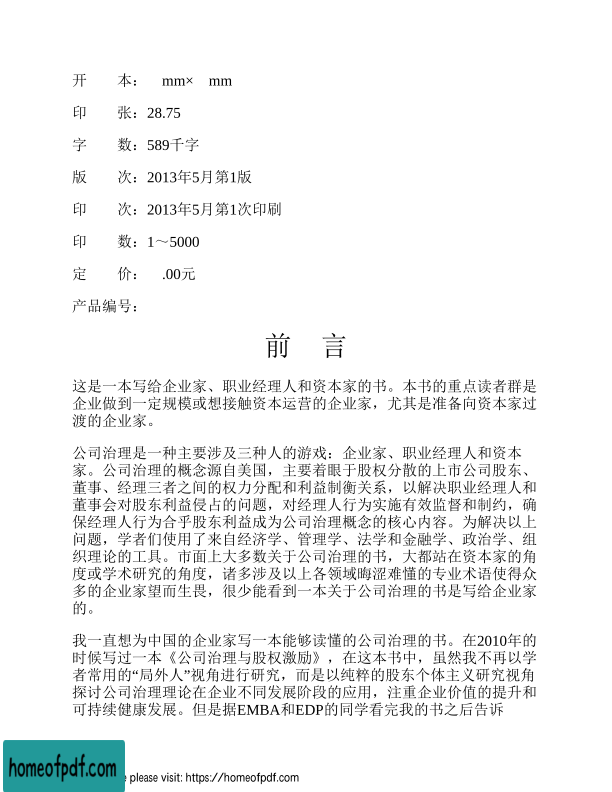 开　　本：　mm×　mm
印　　张：28.75
字　　数：589千字
版　　次：2013年5月第1版
印　　次：2013年5月第1次印刷
印　　数：1～5000
定　　价：　.00元
产品编号：
前　言
这是一本写给企业家、职业经理人和资本家的书。本书的重点读者群是
企业做到一定规模或想接触资本运营的企业家，尤其是准备向资本家过
渡的企业家。
公司治理是一种主要涉及三种人的游戏：企业家、职业经理人和资本
家。公司治理的概念源自美国，主要着眼于股权分散的上市公司股东、
董事、经理三者之间的权力分配和利益制衡关系，以解决职业经理人和
董事会对股东利益侵占的问题，对经理人行为实施有效监督和制约，确
保经理人行为合乎股东利益成为公司治理概念的核心内容。为解决以上
问题，学者们使用了来自经济学、管理学、法学和金融学、政治学、组
织理论的工具。市面上大多数关于公司治理的书，大都站在资本家的角
度或学术研究的角度，诸多涉及以上各领域晦涩难懂的专业术语使得众
多的企业家望而生畏，很少能看到一本关于公司治理的书是写给企业家
的。
我一直想为中国的企业家写一本能够读懂的公司治理的书。在2010年的
时候写过一本《公司治理与股权激励》，在这本书中，虽然我不再以学
者常用的“局外人”视角进行研究，而是以纯粹的股东个体主义研究视角
探讨公司治理理论在企业不同发展阶段的应用，注重企业价值的提升和
可持续健康发展。但是据EMBA和EDP的同学看完我的书之后告诉
homeofpdf.com
please visit: https://homeofpdf.com